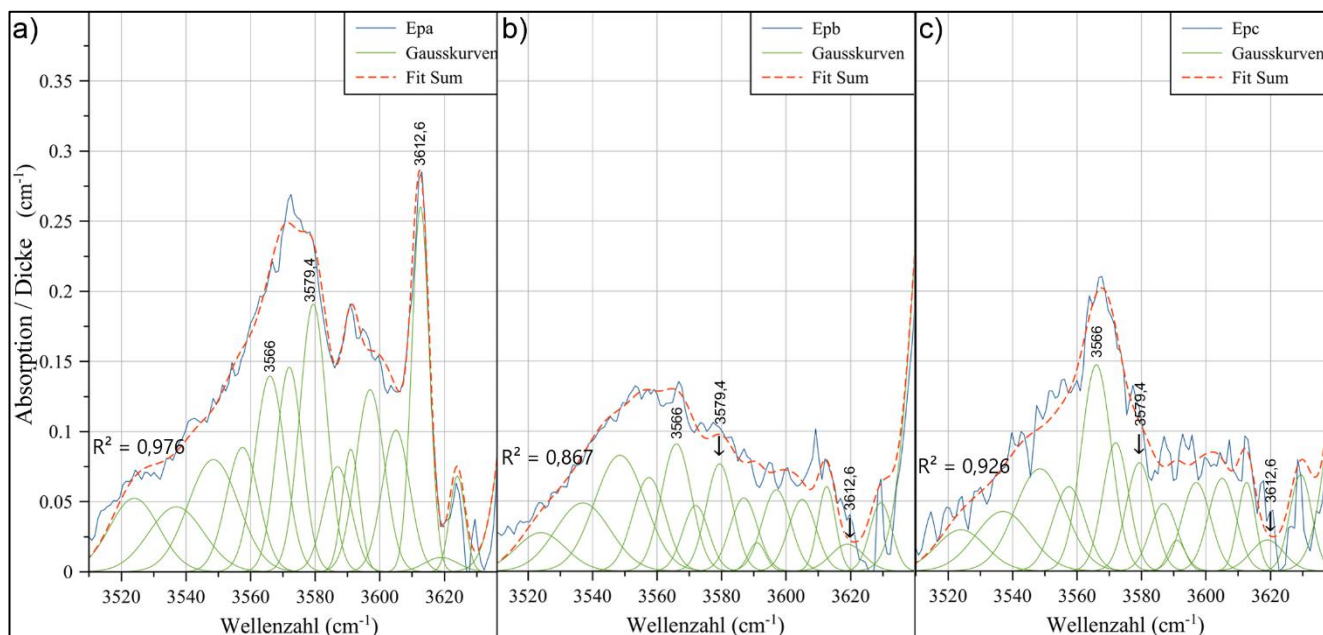 a)
Epa
Gausskurven
Fit Sum
0.35
0.3
0.25
0.2
0.15
0.1
0.05
0
Absorption / Dicke (cm⁻¹)
R² = 0,976
3566
3579,4
3612,6
3520 3540 3560 3580 3600 3620
Wellenzahl (cm⁻¹)
b)
Epb
Gausskurven
Fit Sum
R² = 0,867
3566
3579,4
3612,6
3520 3540 3560 3580 3600 3620
Wellenzahl (cm⁻¹)
c)
Epc
Gausskurven
Fit Sum
R² = 0,926
3566
3579,4
3612,6
3520 3540 3560 3580 3600 3620
Wellenzahl (cm⁻¹)